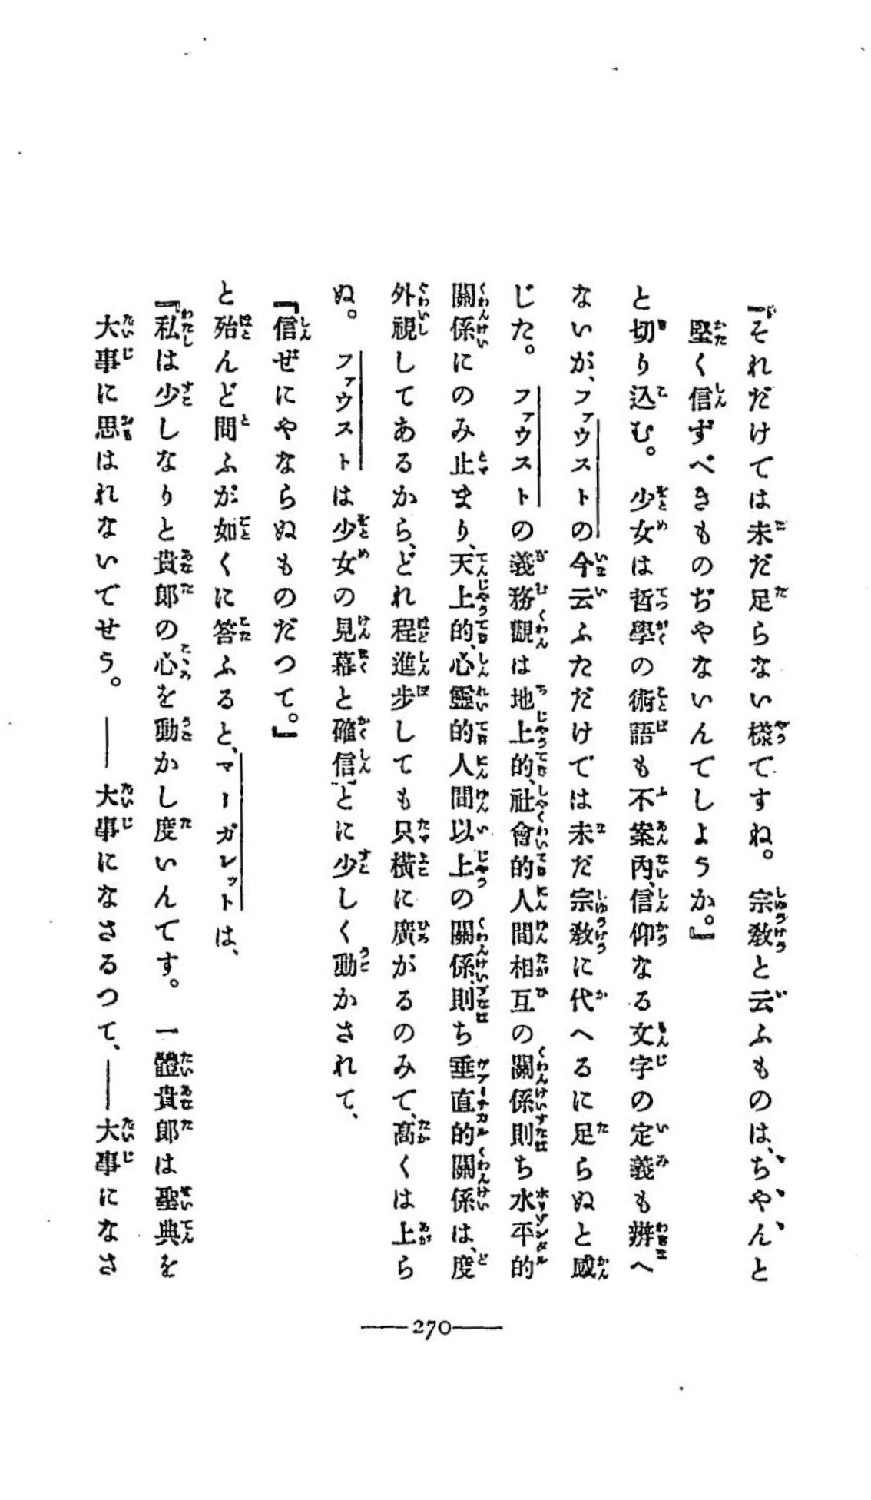 『それだけでは未だ足らない様ですね。宗教と云ふものは、ちやんと
堅く信ずべきものぢやないんでしようか。』
と切り込む。少女は哲學の術語も不案内、信仰なる文字の定義も辨へ
ないが、ファウストの今云ふただけでは未だ宗教に代へるに足らぬと感
じた。ファウストの義務觀は地上的、社會的人間相互の關係則ち水平的
關係にのみ止まり、天上的、心靈的人間以上の關係、則ち垂直的關係は、度
外視してあるから、どれ程進歩しても只横に廣がるのみで、高くは上ら
ぬ。ファウストは少女の見幕と確信とに少しく動かされて、
『信ぜにやならぬものだつて。』
と殆んど問ふが如くに答ふると、マーガレットは、
『私は少しなりと貴郎の心を動かし度いんです。一體貴郎は聖典を
大事に思はれないでせう。――大事になさるつて、――大事になさ
――270――